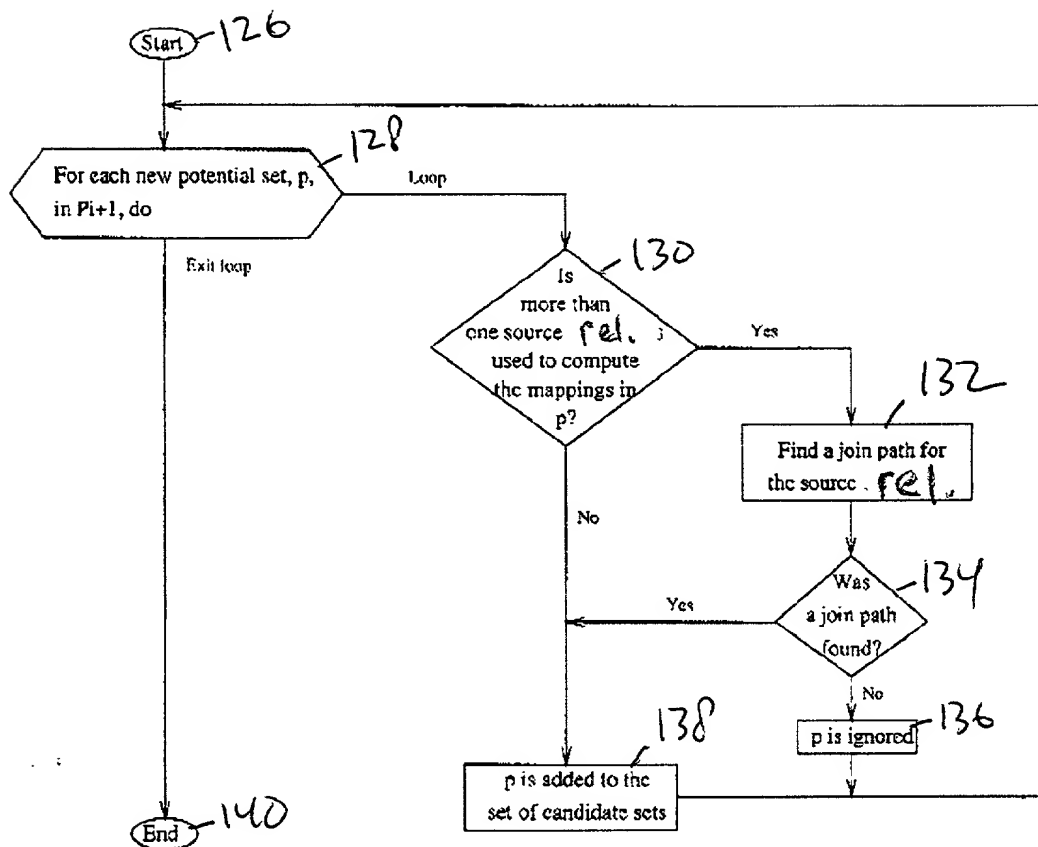 Start
126
128
For each new potential set, p,
in Pi+1, do
Loop
Exit loop
130
Is
more than
one source rel.
used to compute
the mappings in
p?
Yes
132
Find a join path for
the source rel.
No
134
Was
a join path
found?
Yes
No
136
p is ignored
138
p is added to the
set of candidate sets
End
140